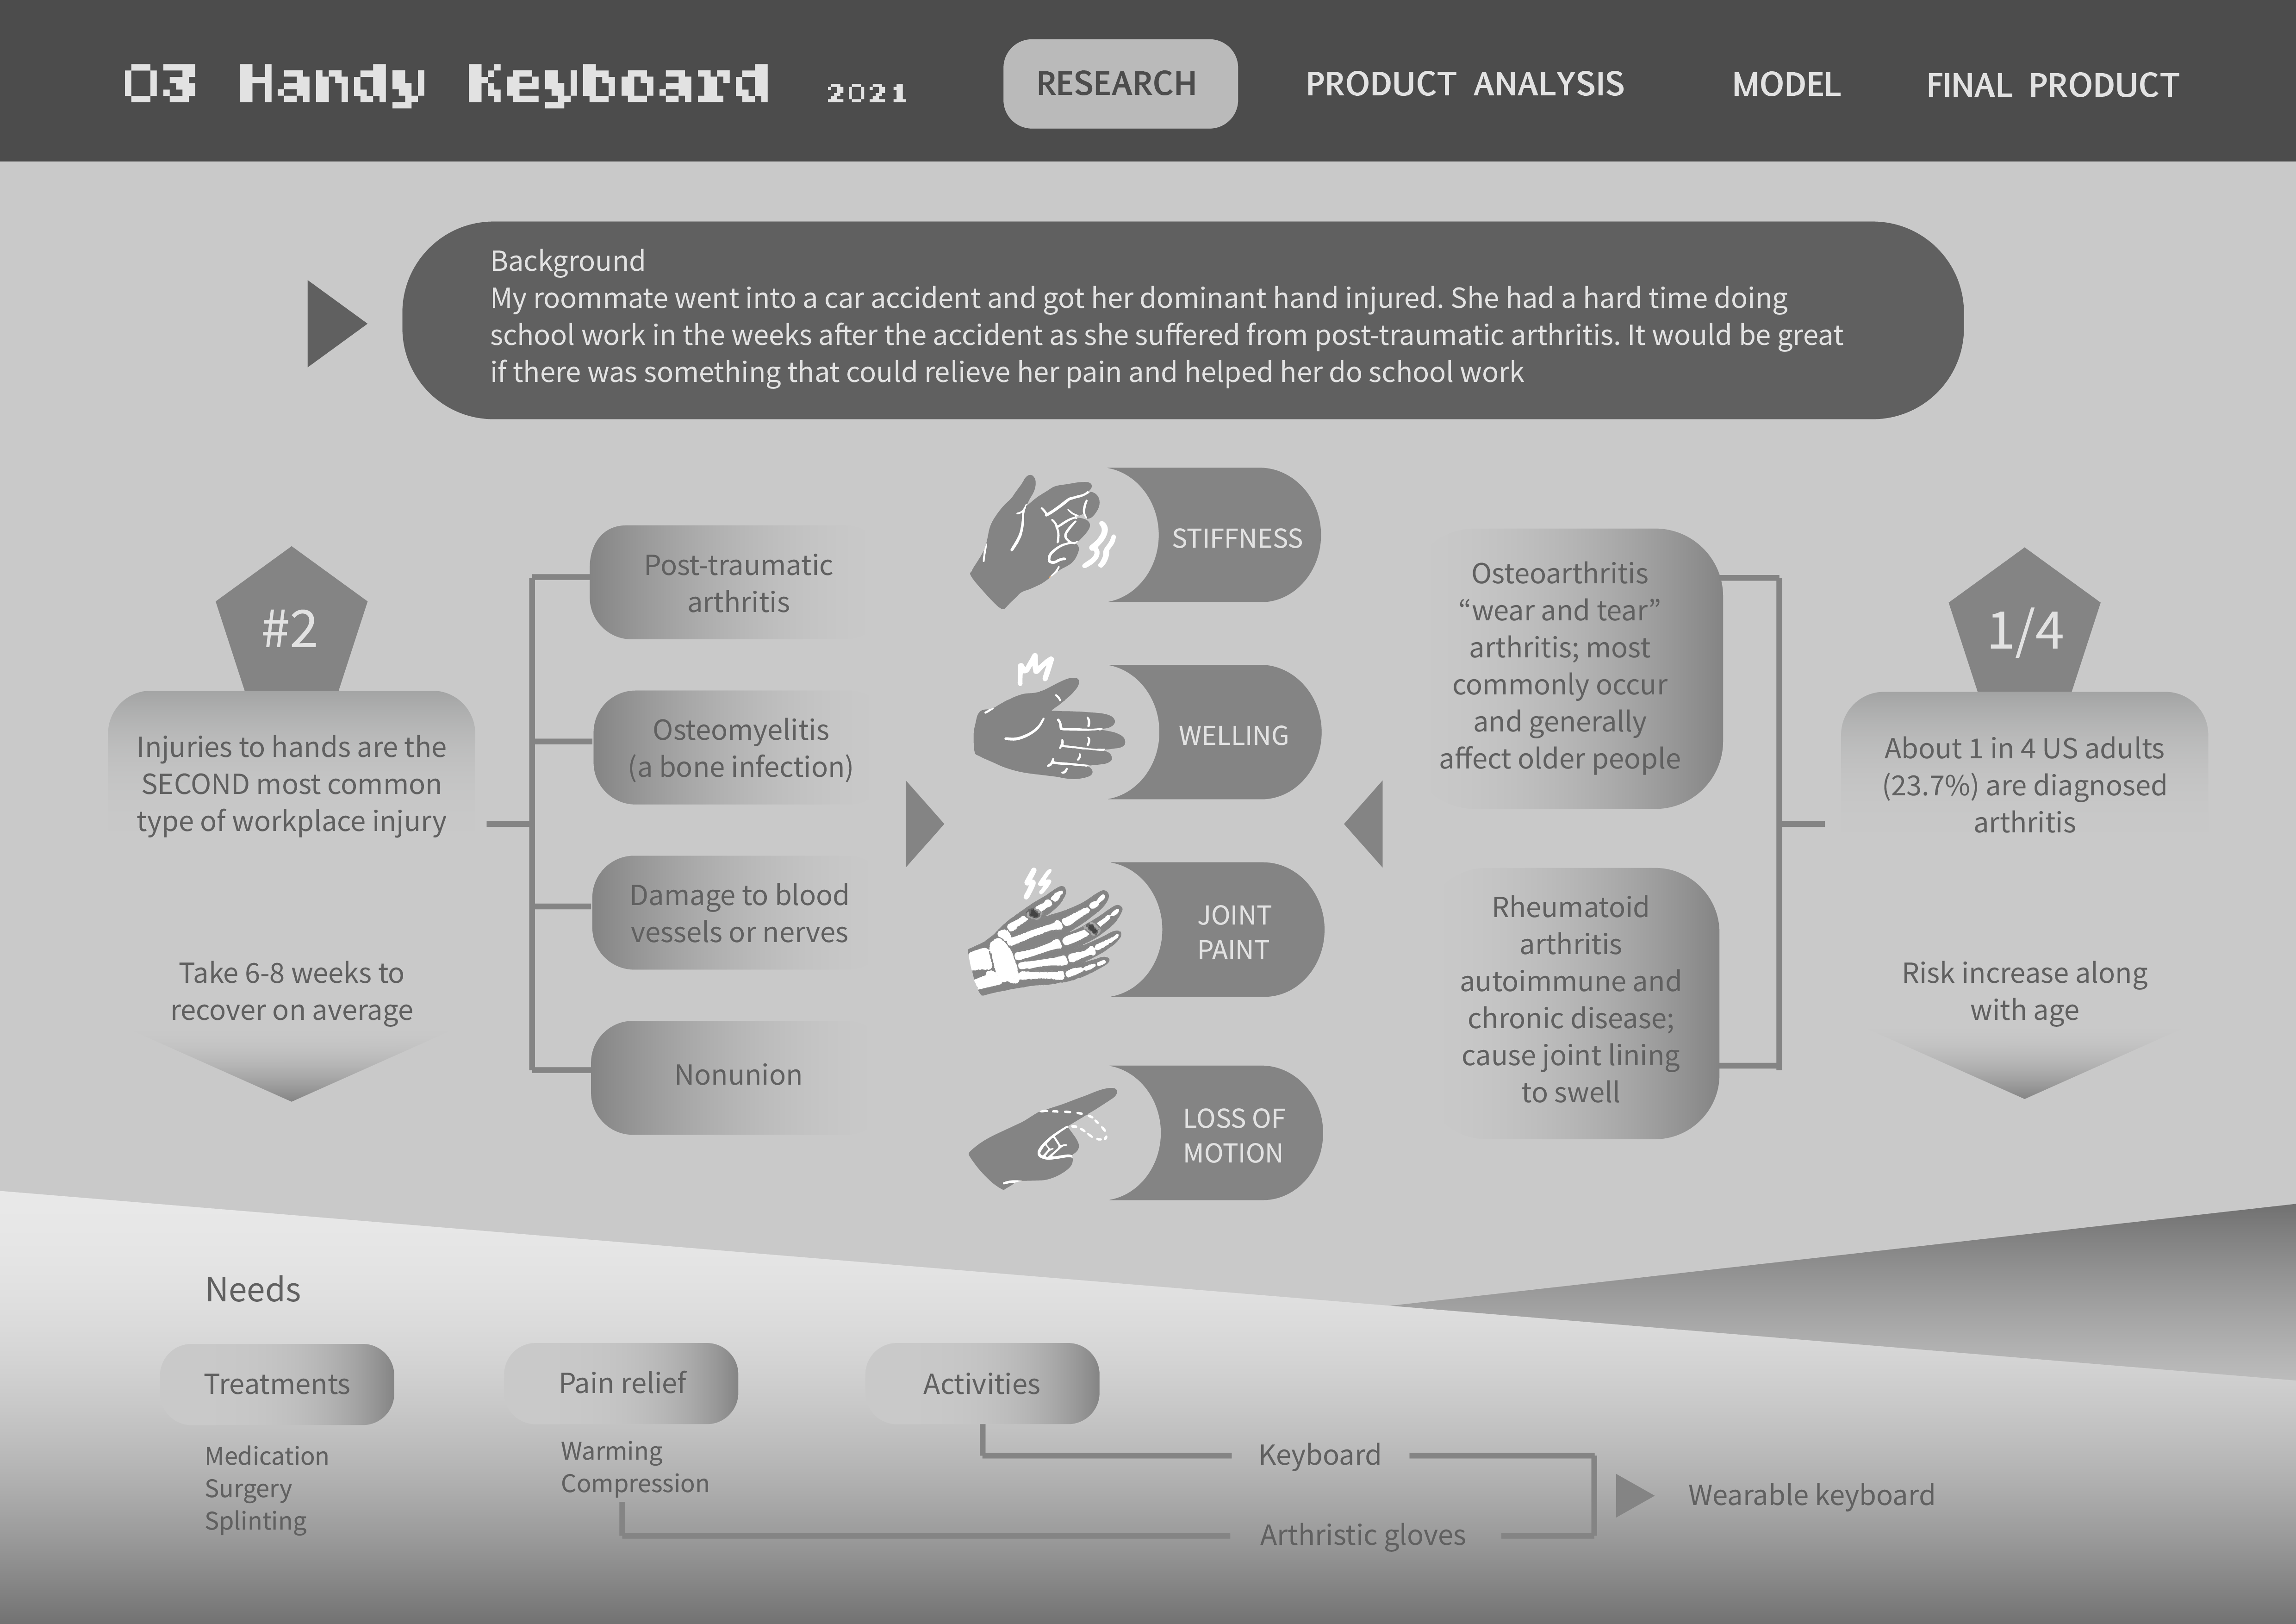 03 Handy Keyboard 2021
RESEARCH
PRODUCT ANALYSIS
MODEL
FINAL PRODUCT
Background
My roommate went into a car accident and got her dominant hand injured. She had a hard time doing
school work in the weeks after the accident as she suffered from post-traumatic arthritis. It would be great
if there was something that could relieve her pain and helped her do school work
#2
Injuries to hands are the
SECOND most common
type of workplace injury
Take 6-8 weeks to
recover on average
Post-traumatic
arthritis
Osteomyelitis
(a bone infection)
Damage to blood
vessels or nerves
Nonunion
STIFFNESS
WELLING
JOINT
PAINT
LOSS OF
MOTION
Osteoarthritis
“wear and tear”
arthritis; most
commonly occur
and generally
affect older people
Rheumatoid
arthritis
autoimmune and
chronic disease;
cause joint lining
to swell
1/4
About 1 in 4 US adults
(23.7%) are diagnosed
arthritis
Risk increase along
with age
Needs
Treatments
Medication
Surgery
Splinting
Pain relief
Warming
Compression
Activities
Keyboard
Arthristic gloves
Wearable keyboard